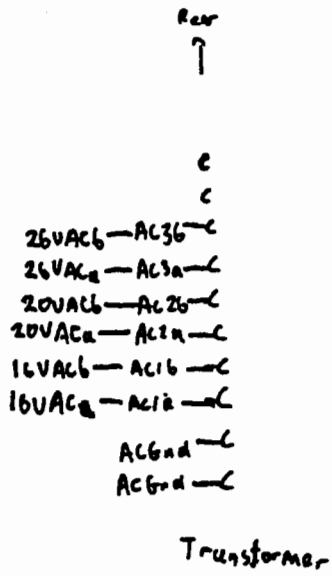 Rear
C
C
26VACb — AC3b — C
26VACa — AC3a — C
20VACb — AC2b — C
20VACa — AC2a — C
16VACb — AC1b — C
16VACa — AC1a — C
ACGnd — C
ACGnd — C
Transformer